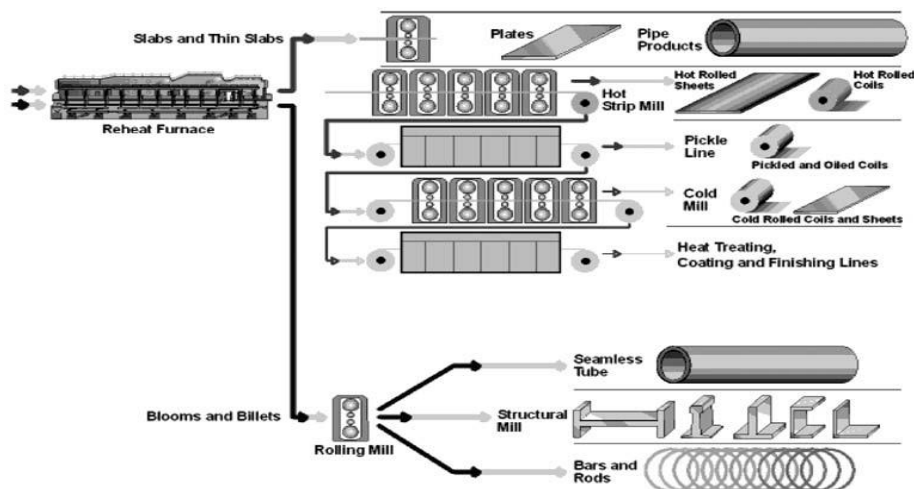 Slabs and Thin Slabs
Plates
Pipe
Products
Reheat Furnace
Hot
Strip Mill
Hot Rolled
Sheets
Hot Rolled
Coils
Pickle
Line
Pickled and Oiled Coils
Cold
Mill
Cold Rolled Coils and Sheets
Heat Treating,
Coating and Finishing Lines
Blooms and Billets
Rolling Mill
Seamless
Tube
Structural
Mill
Bars and
Rods